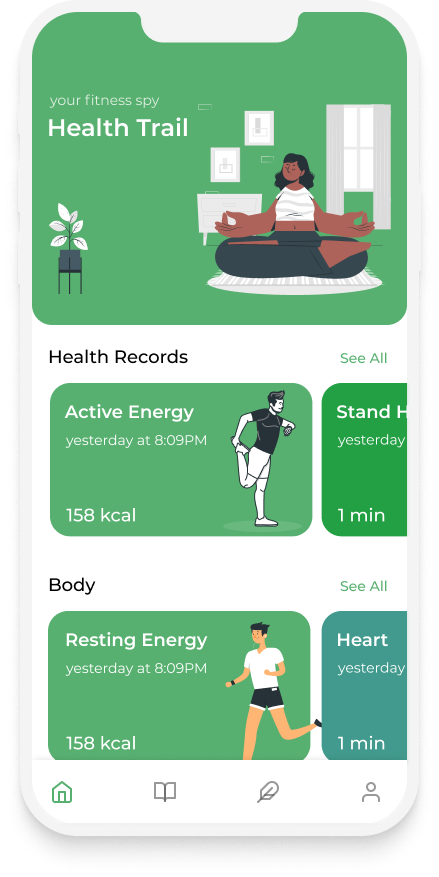 your fitness spy
Health Trail
Health Records
See All
Active Energy
yesterday at 8:09PM
158 kcal
Stand H
yesterday
1 min
Body
See All
Resting Energy
yesterday at 8:09PM
158 kcal
Heart
yesterday
1 min